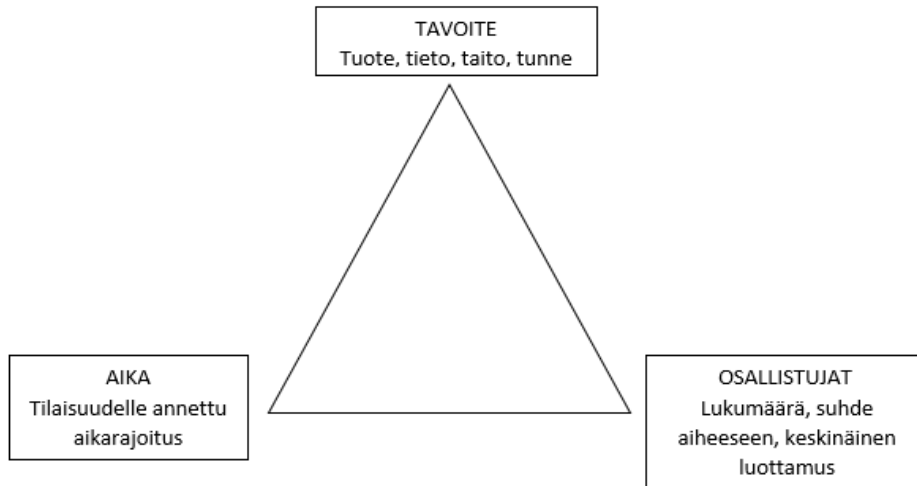 TAVOITE
Tuote, tieto, taito, tunne
AIKA
Tilaisuudelle annettu
aikarajoitus
OSALLISTUJAT
Lukumäärä, suhde
aiheeseen, keskinäinen
luottamus